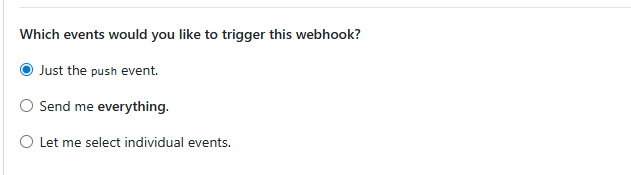 Which events would you like to trigger this webhook?
Just the push event.
Send me everything.
Let me select individual events.